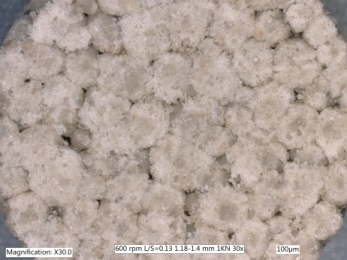 Magnification: X30.0
600 rpm L/S=0.13 1.18-1.4 mm 1KN 30x
100μm